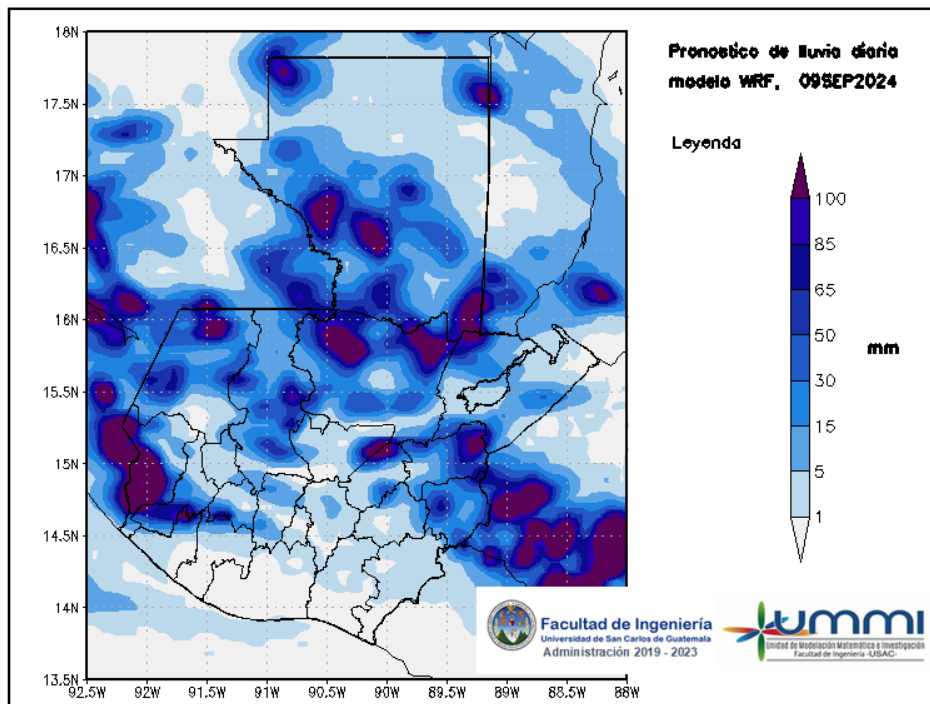 Pronostico de lluvia diaria
modelo WRF, 09SEP2024
Leyenda
100
85
65
50
30
15
5
1
mm
18N
17.5N
17N
16.5N
16N
15.5N
15N
14.5N
14N
13.5N
92.5W 92W 91.5W 91W 90.5W 90W 89.5W 89W 88.5W 88W
Facultad de Ingeniería
Universidad de San Carlos de Guatemala
Administración 2019 - 2023
UMMI
Unidad de Modelación Matemática e Investigación
Facultad de Ingeniería -USAC-